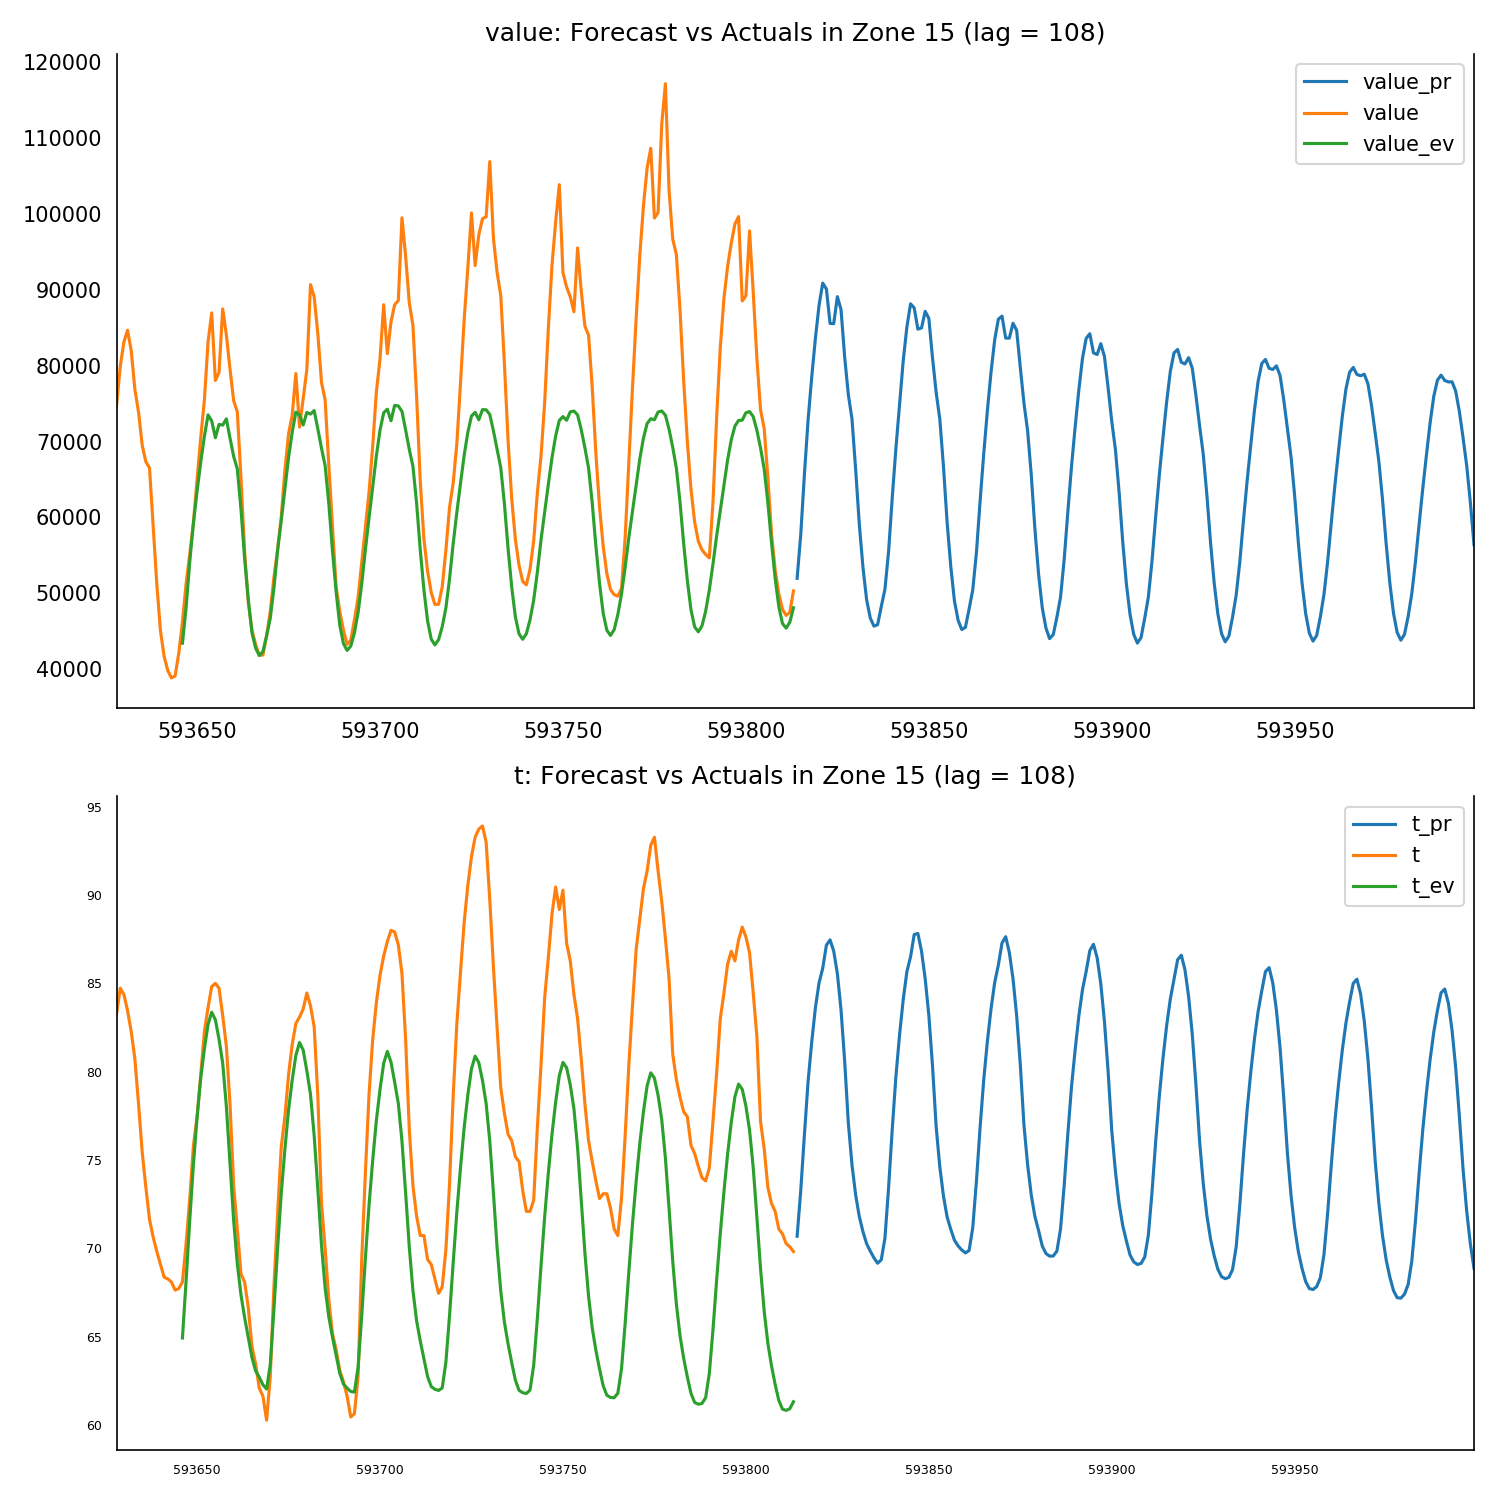 value: Forecast vs Actuals in Zone 15 (lag = 108)
120000
110000
100000
90000
80000
70000
60000
50000
40000
value_pr
value
value_ev
593650 593700 593750 593800 593850 593900 593950
t: Forecast vs Actuals in Zone 15 (lag = 108)
95
90
85
80
75
70
65
60
t_pr
t
t_ev
593650 593700 593750 593800 593850 593900 593950